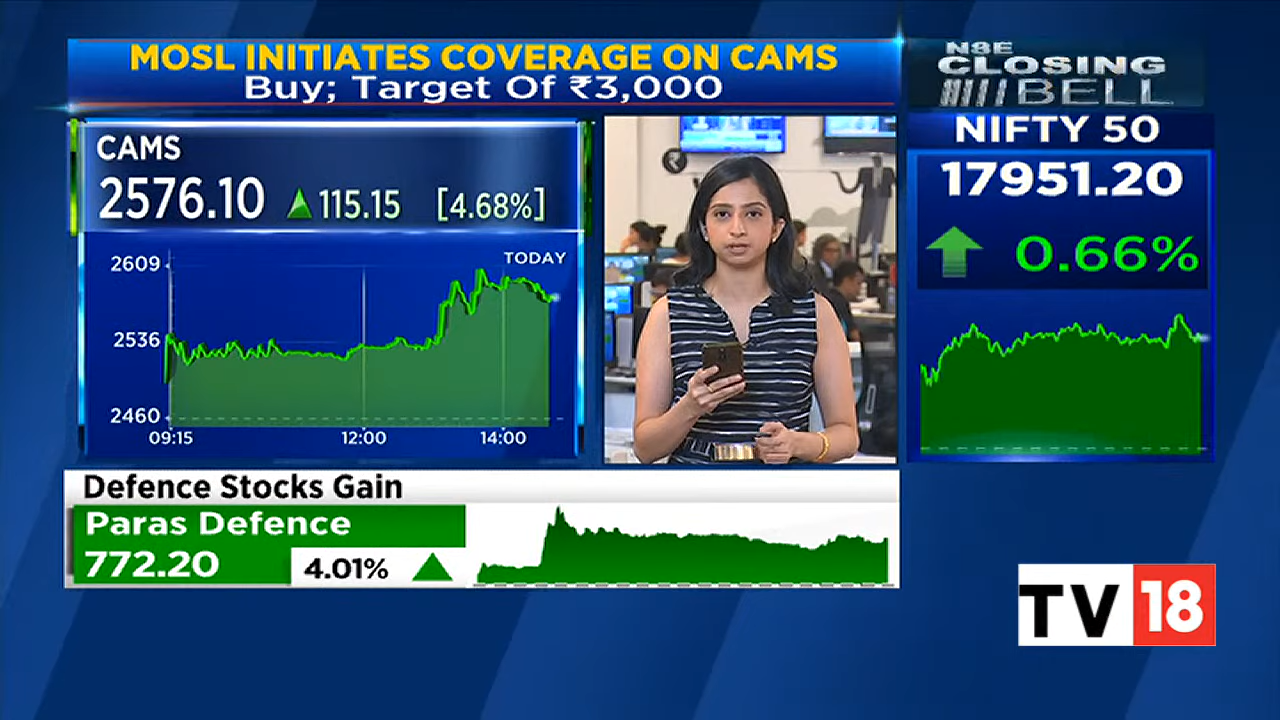 MOSL INITIATES COVERAGE ON CAMS
Buy; Target Of ₹3,000
NSE
CLOSING
BELL
NIFTY 50
17951.20
0.66%
CAMS
2576.10 ▲ 115.15 [4.68%]
TODAY
2609
2536
2460
09:15 12:00 14:00
₹
Defence Stocks Gain
Paras Defence
772.20 4.01% ▲
TV18